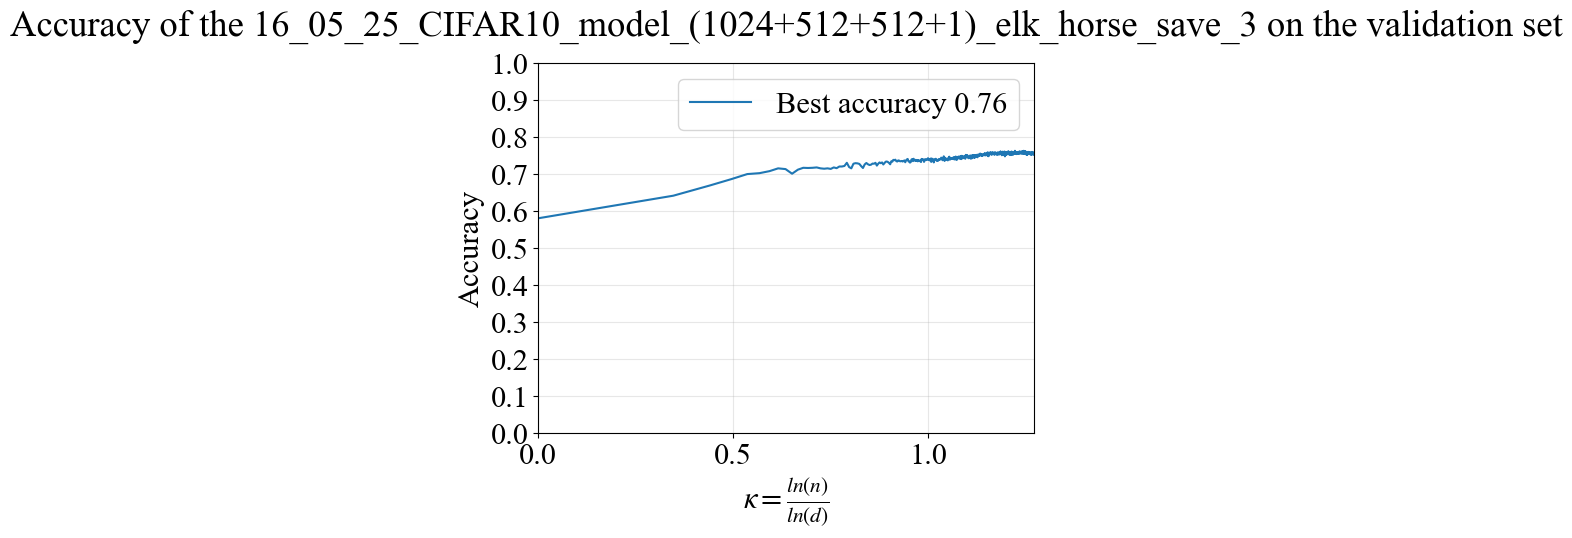 Accuracy of the 16_05_25_CIFAR10_model_(1024+512+512+1)_elk_horse_save_3 on the validation set
1.0
0.9
0.8
0.7
0.6
0.5
0.4
0.3
0.2
0.1
0.0
Accuracy
Best accuracy 0.76
0.0 0.5 1.0
κ = ln(n) / ln(d)